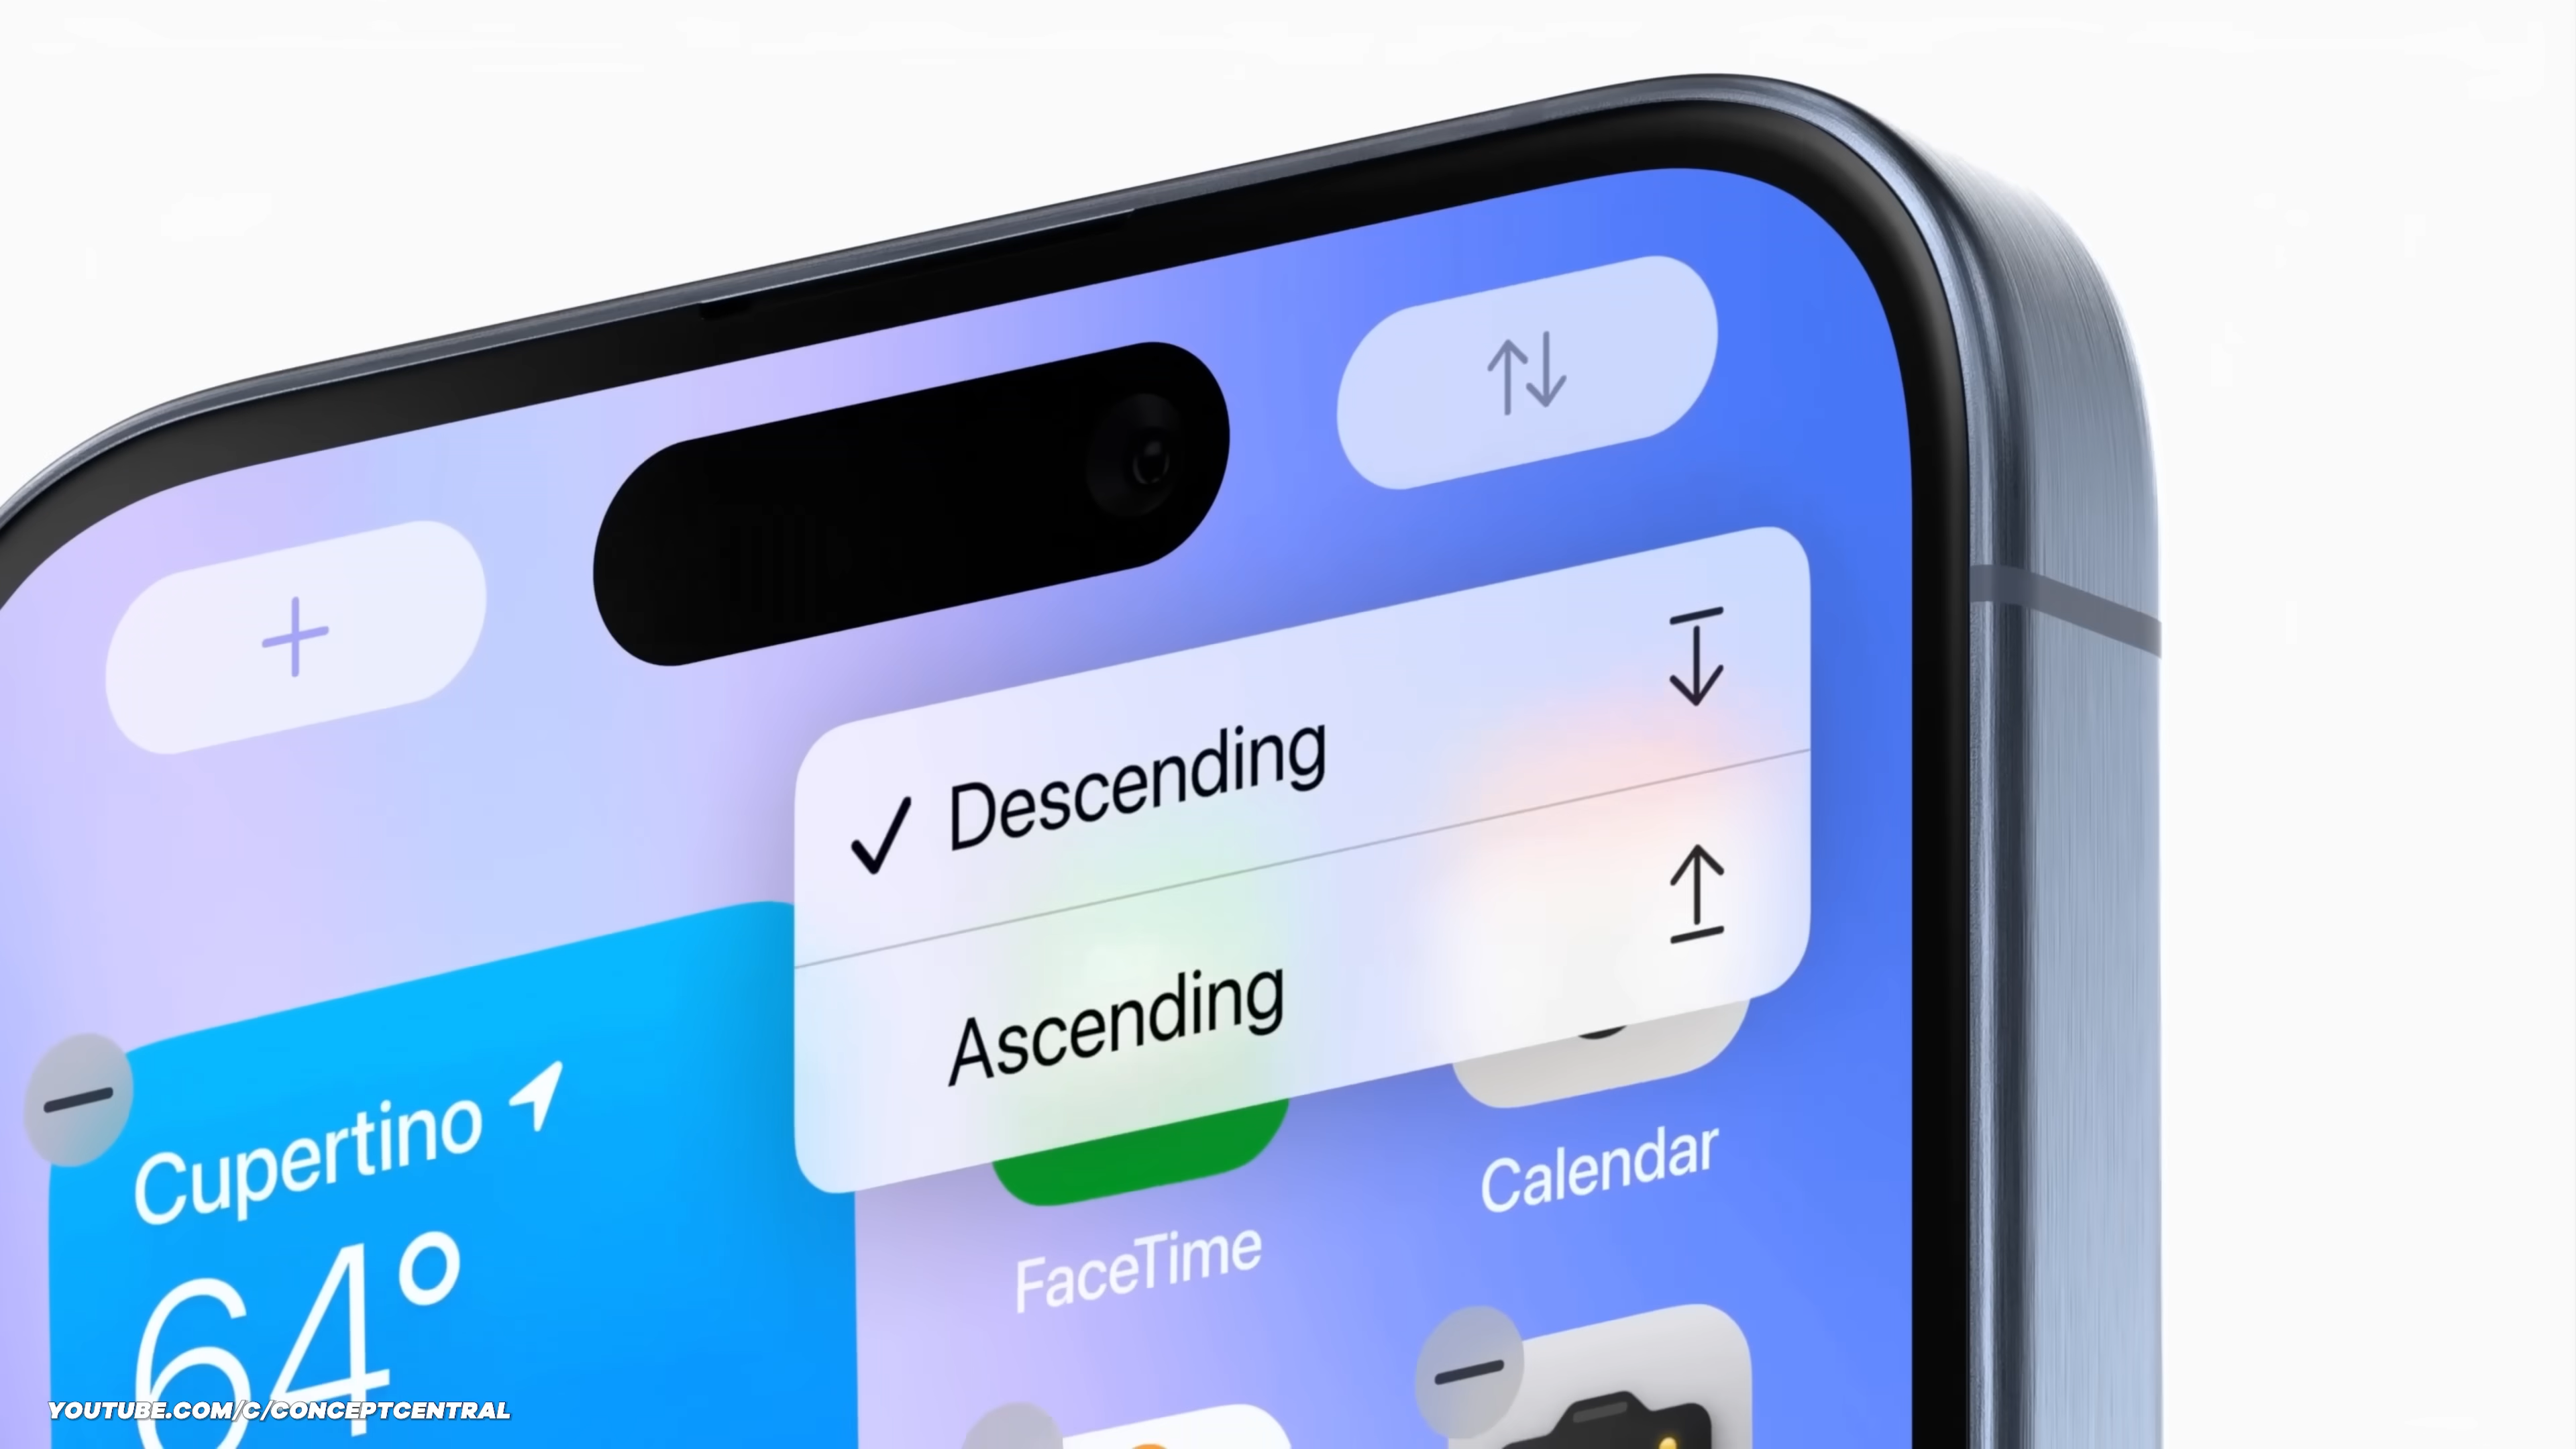 Descending
Ascending
Cupertino
64°
FaceTime
Calendar
YOUTUBE.COM/C/CONCEPTCENTRAL